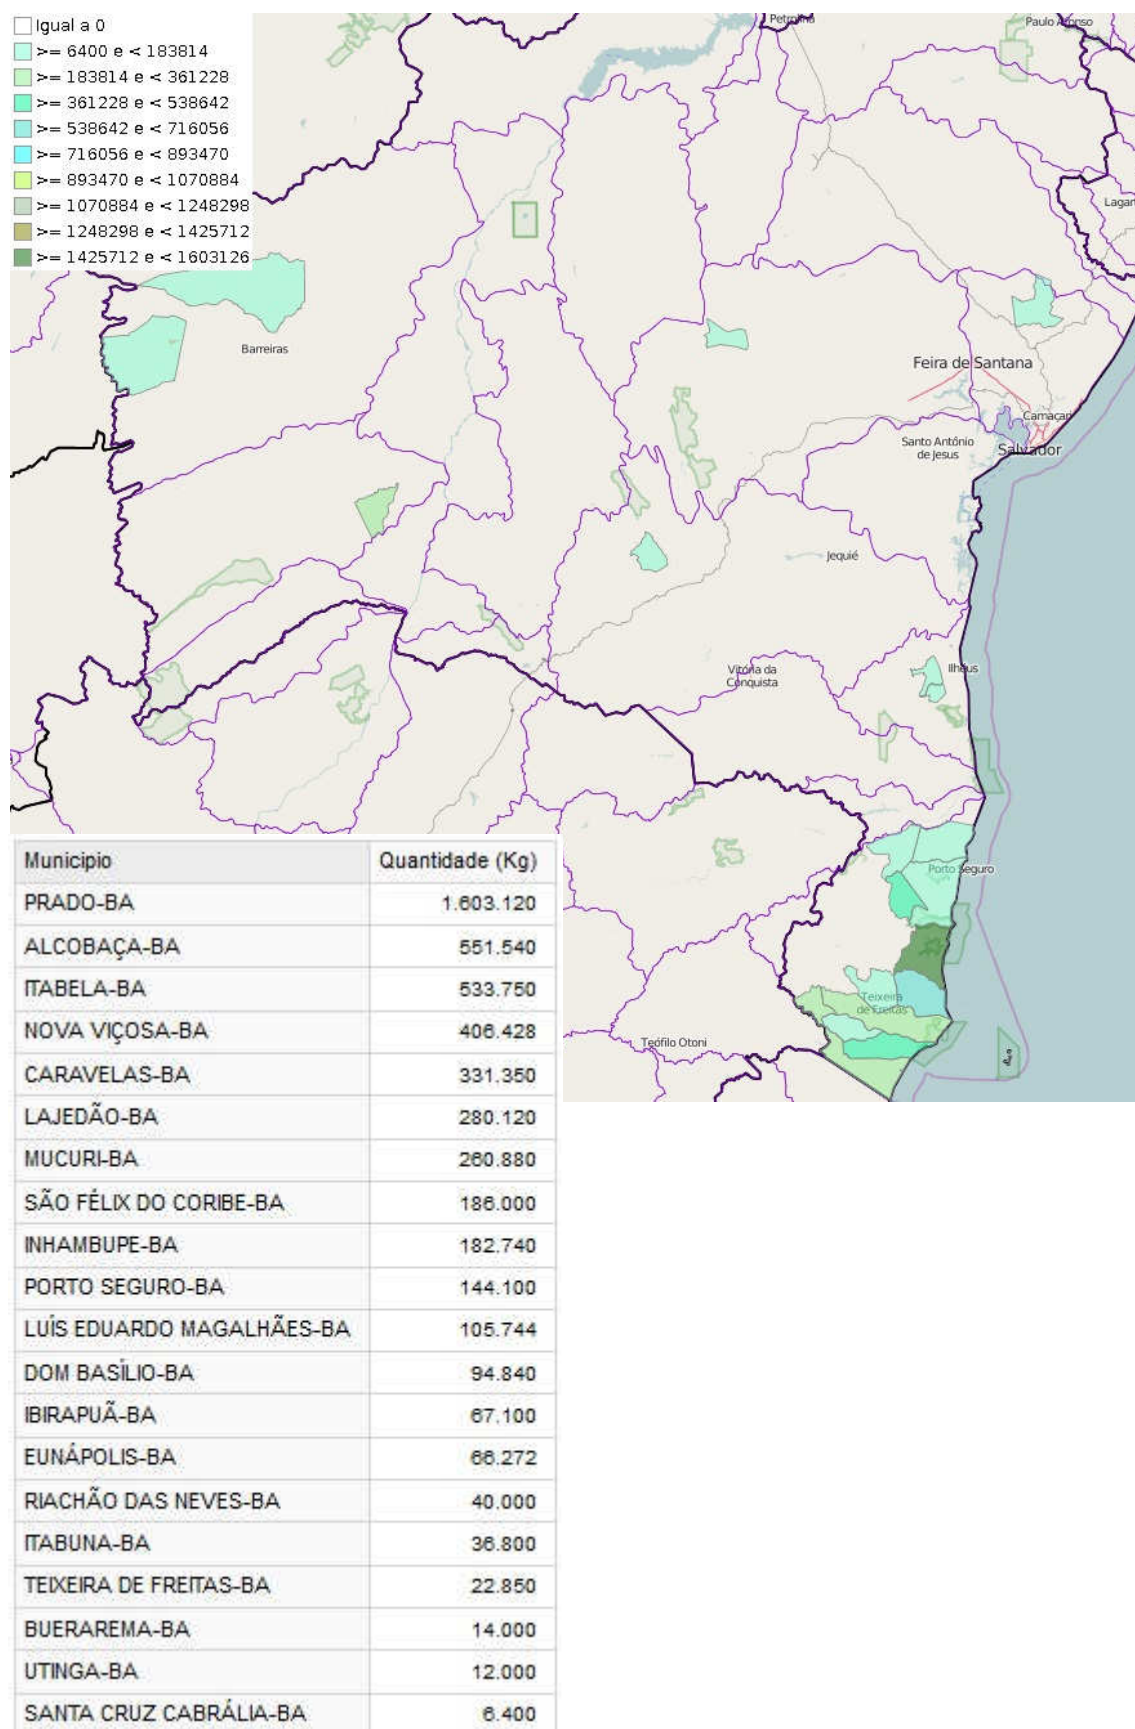 Igual a 0
>= 6400 e < 183814
>= 183814 e < 361228
>= 361228 e < 538642
>= 538642 e < 716056
>= 716056 e < 893470
>= 893470 e < 1070884
>= 1070884 e < 1248298
>= 1248298 e < 1425712
>= 1425712 e < 1603126
Petrolina
Paulo Afonso
Lagar
Barreiras
Feira de Santana
Camaçari
Santo Antônio
de Jesus
Salvador
Jequié
Vitória da
Conquista
Ilhéus
Porto Seguro
Teixeira
de Freitas
Teófilo Otoni
Municipio Quantidade (Kg)
PRADO-BA 1.603.120
ALCOBAÇA-BA 551.540
ITABELA-BA 533.750
NOVA VIÇOSA-BA 406.428
CARAVELAS-BA 331.350
LAJEDÃO-BA 280.120
MUCURI-BA 260.880
SÃO FÉLIX DO CORIBE-BA 186.000
INHAMBUPE-BA 182.740
PORTO SEGURO-BA 144.100
LUÍS EDUARDO MAGALHÃES-BA 105.744
DOM BASÍLIO-BA 94.840
IBIRAPUÃ-BA 67.100
EUNÁPOLIS-BA 66.272
RIACHÃO DAS NEVES-BA 40.000
ITABUNA-BA 36.800
TEIXEIRA DE FREITAS-BA 22.850
BUERAREMA-BA 14.000
UTINGA-BA 12.000
SANTA CRUZ CABRÁLIA-BA 6.400